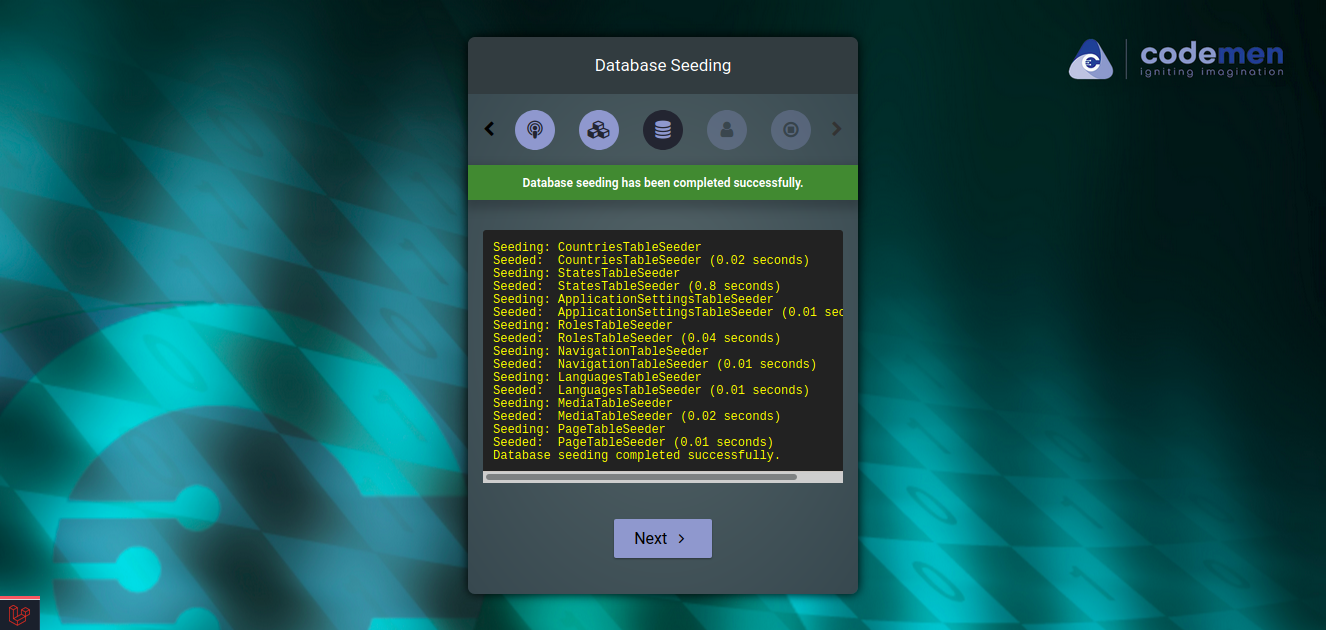 Database Seeding
codemen
igniting imagination
Database seeding has been completed successfully.
Seeding: CountriesTableSeeder
Seeded:  CountriesTableSeeder (0.02 seconds)
Seeding: StatesTableSeeder
Seeded:  StatesTableSeeder (0.8 seconds)
Seeding: ApplicationSettingsTableSeeder
Seeded:  ApplicationSettingsTableSeeder (0.01 sec
Seeding: RolesTableSeeder
Seeded:  RolesTableSeeder (0.04 seconds)
Seeding: NavigationTableSeeder
Seeded:  NavigationTableSeeder (0.01 seconds)
Seeding: LanguagesTableSeeder
Seeded:  LanguagesTableSeeder (0.01 seconds)
Seeding: MediaTableSeeder
Seeded:  MediaTableSeeder (0.02 seconds)
Seeding: PageTableSeeder
Seeded:  PageTableSeeder (0.01 seconds)
Database seeding completed successfully.
Next